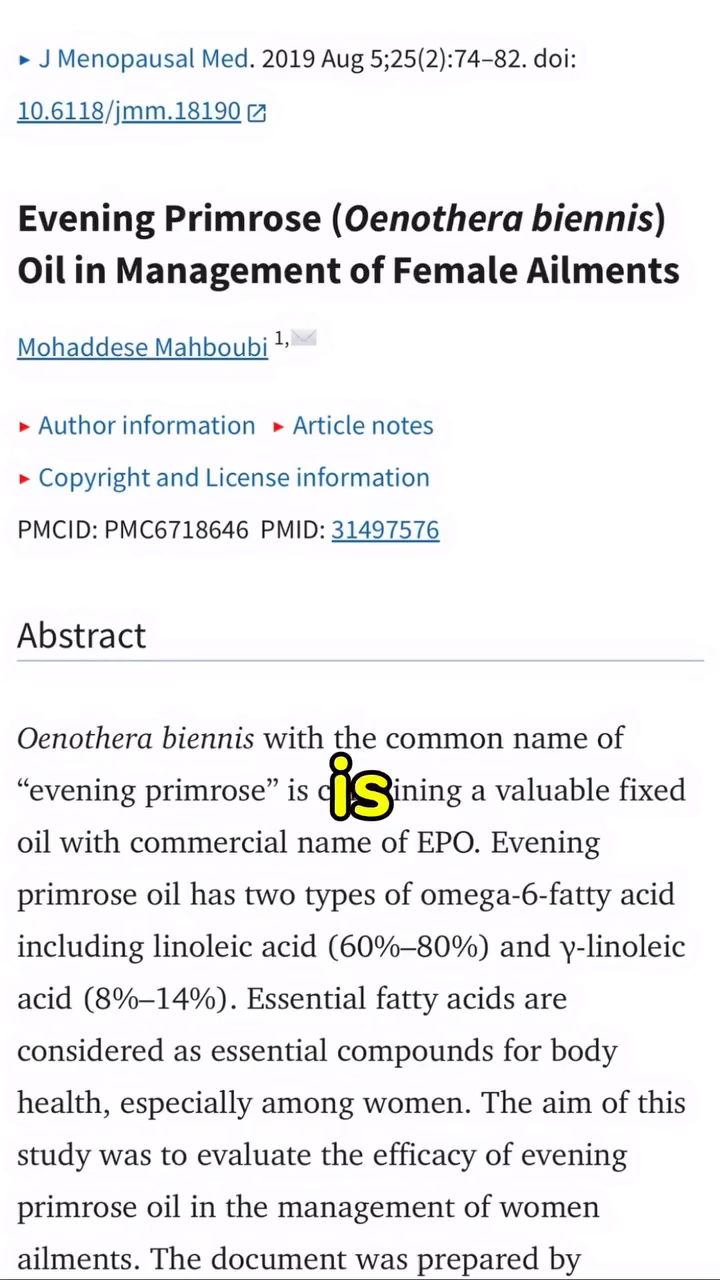 ▸ J Menopausal Med. 2019 Aug 5;25(2):74–82. doi:
10.6118/jmm.18190
Evening Primrose (Oenothera biennis)
Oil in Management of Female Ailments
Mohaddese Mahboubi 1,
▸ Author information ▸ Article notes
▸ Copyright and License information
PMCID: PMC6718646 PMID: 31497576
Abstract
Oenothera biennis with the common name of
“evening primrose” is a valuable fixed
is
oil with commercial name of EPO. Evening
primrose oil has two types of omega-6-fatty acid
including linoleic acid (60%–80%) and γ-linoleic
acid (8%–14%). Essential fatty acids are
considered as essential compounds for body
health, especially among women. The aim of this
study was to evaluate the efficacy of evening
primrose oil in the management of women
ailments. The document was prepared by